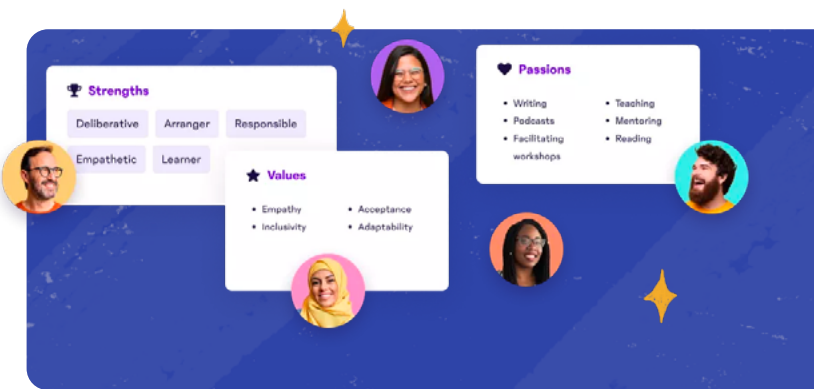 Strengths
Deliberative Arranger Responsible
Empathetic Learner
Values
• Empathy • Acceptance
• Inclusivity • Adaptability
Passions
• Writing • Teaching
• Podcasts • Mentoring
• Facilitating • Reading
workshops